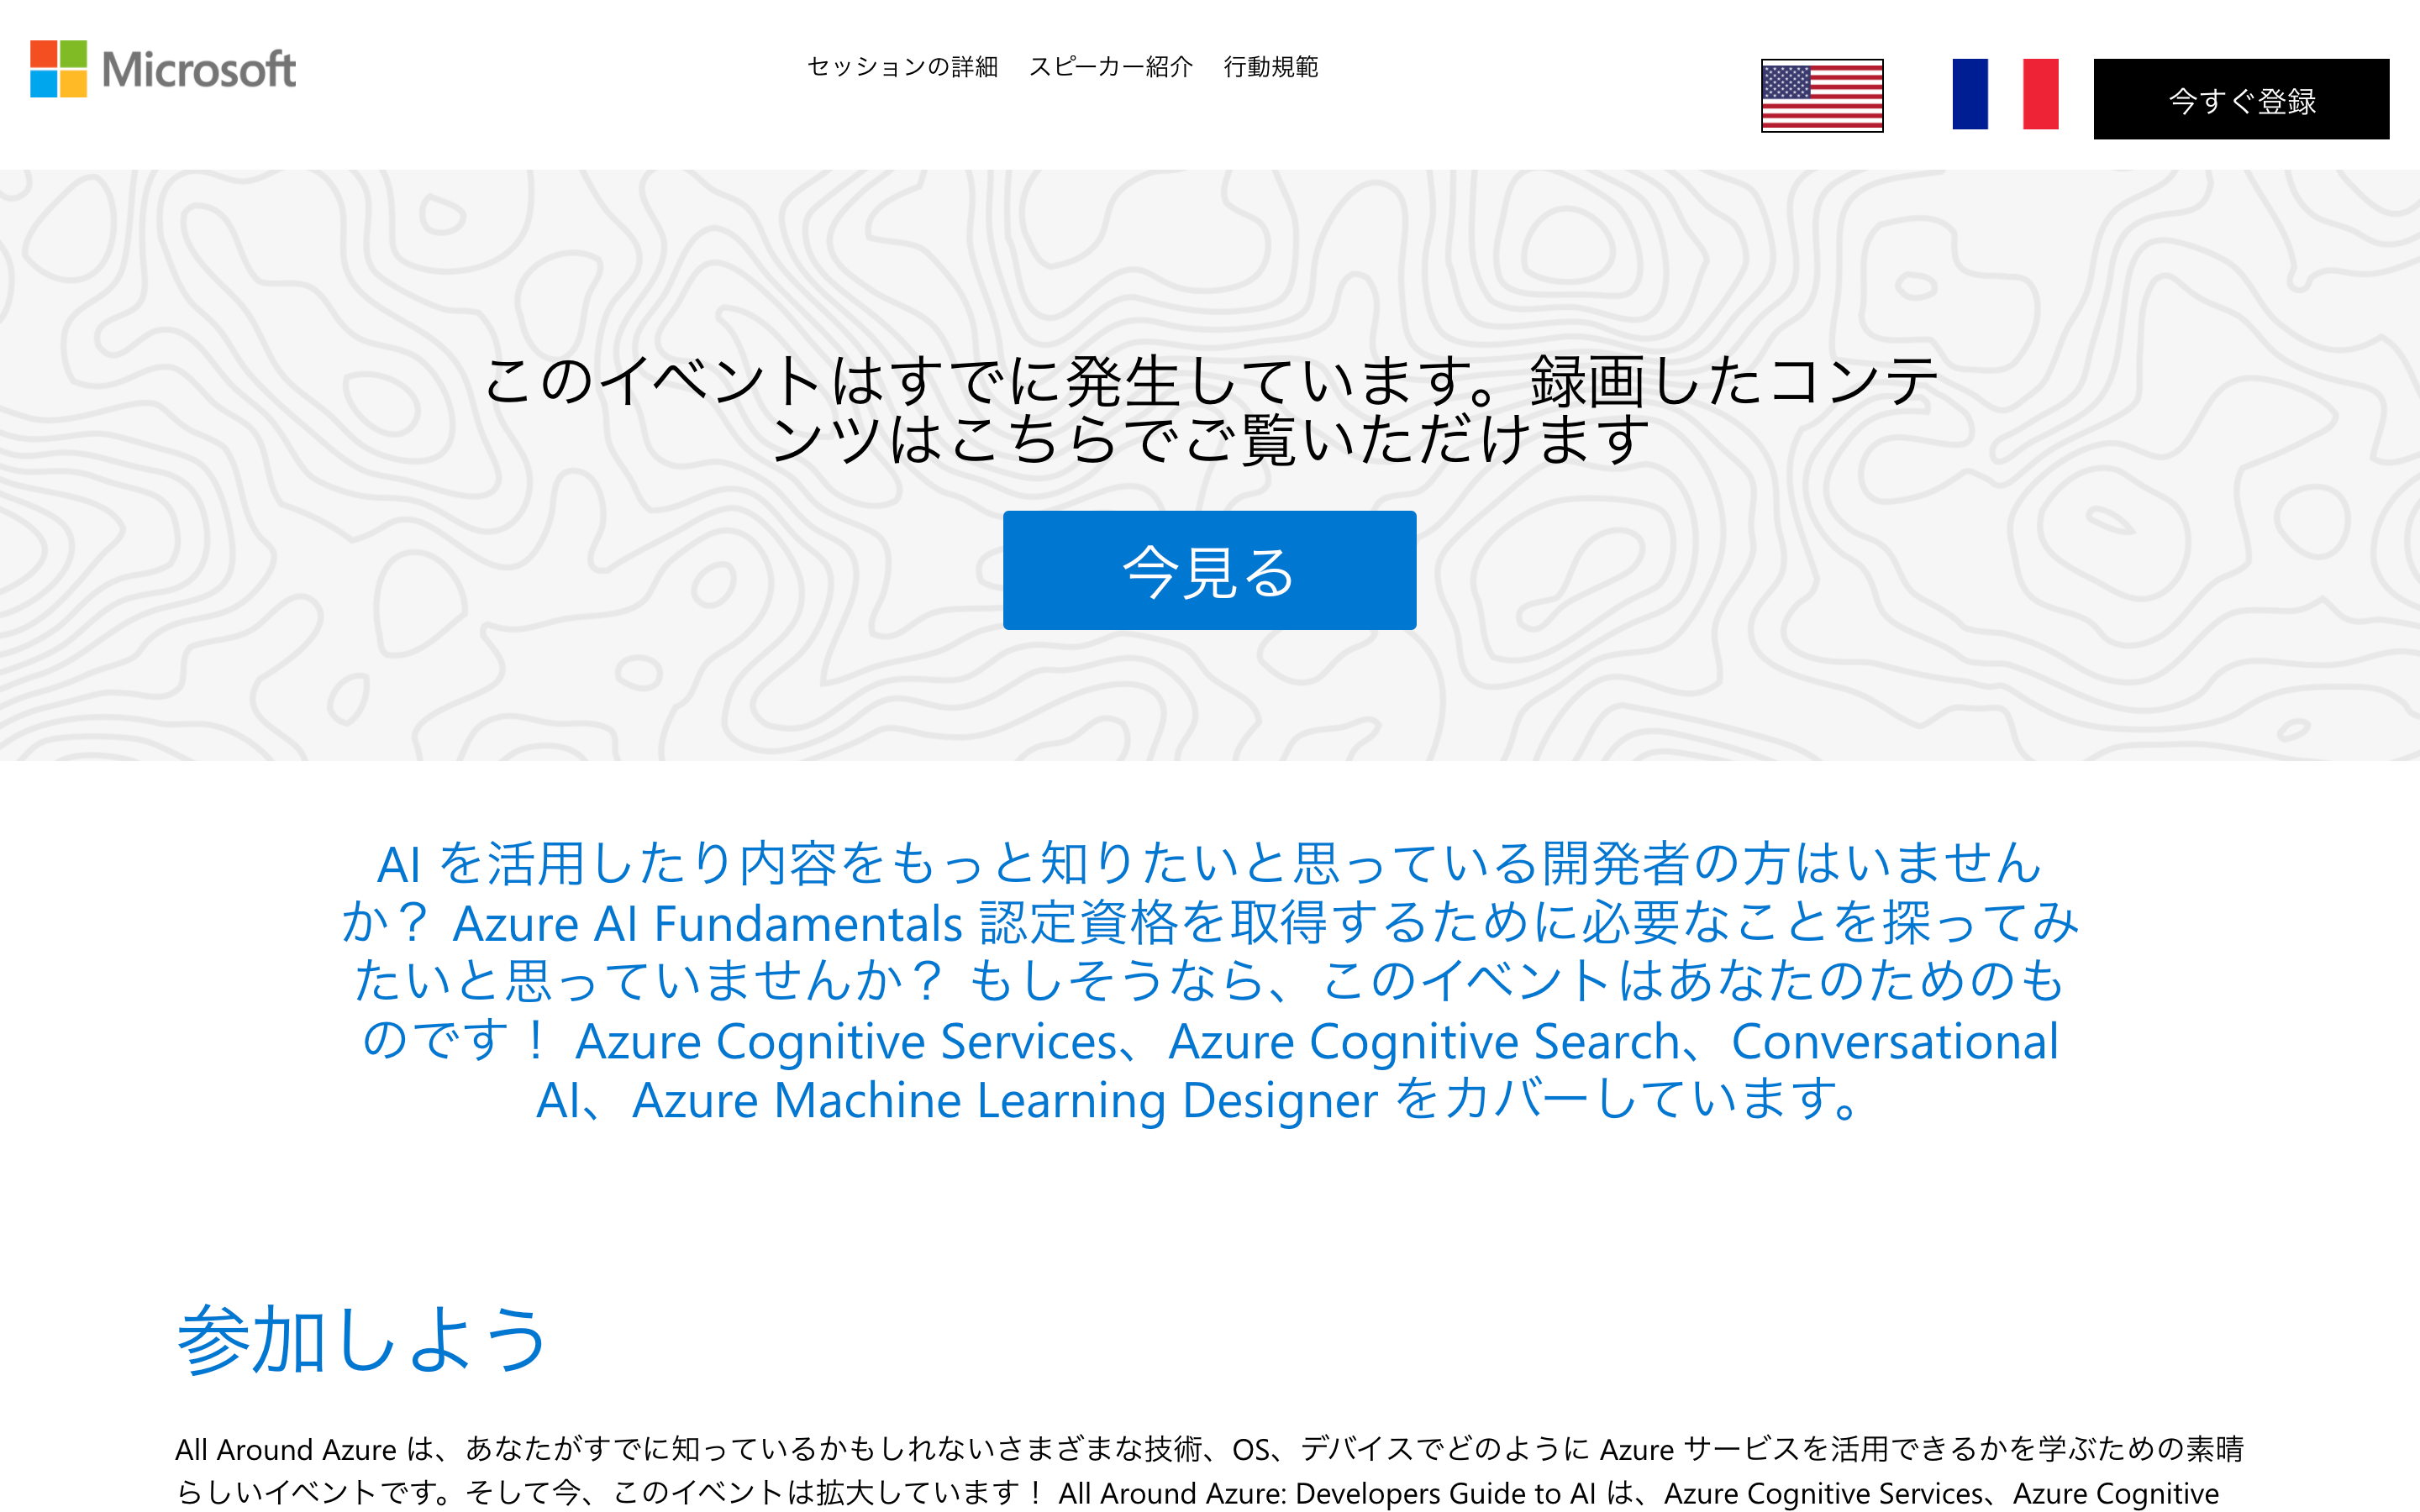 Microsoft
セッションの詳細 スピーカー紹介 行動規範
今すぐ登録
このイベントはすでに発生しています。録画したコンテ
ンツはこちらでご覧いただけます
今見る
AI を活用したり内容をもっと知りたいと思っている開発者の方はいません
か？ Azure AI Fundamentals 認定資格を取得するために必要なことを探ってみ
たいと思っていませんか？ もしそうなら、このイベントはあなたのためのも
のです！ Azure Cognitive Services、Azure Cognitive Search、Conversational
AI、Azure Machine Learning Designer をカバーしています。
参加しよう
All Around Azure は、あなたがすでに知っているかもしれないさまざまな技術、OS、デバイスでどのように Azure サービスを活用できるかを学ぶための素晴
らしいイベントです。そして今、このイベントは拡大しています！ All Around Azure: Developers Guide to AI は、Azure Cognitive Services、Azure Cognitive